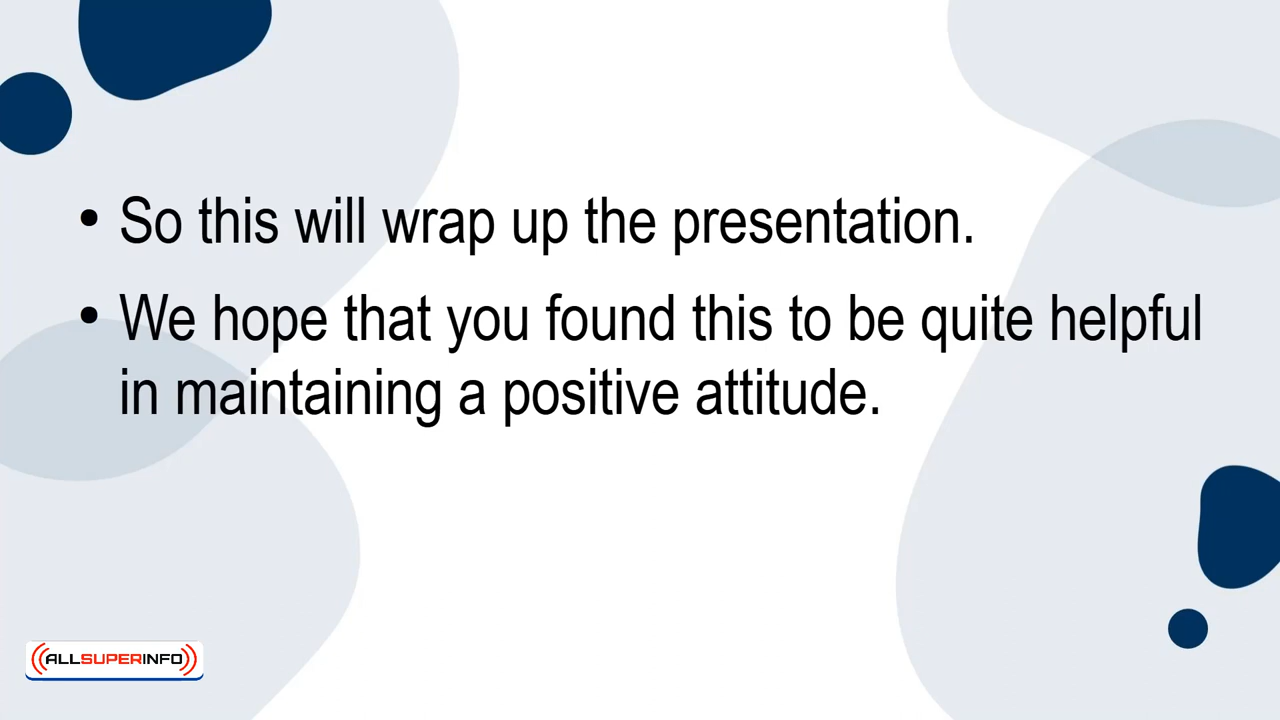 • So this will wrap up the presentation.
• We hope that you found this to be quite helpful
in maintaining a positive attitude.
ALLSUPERINFO